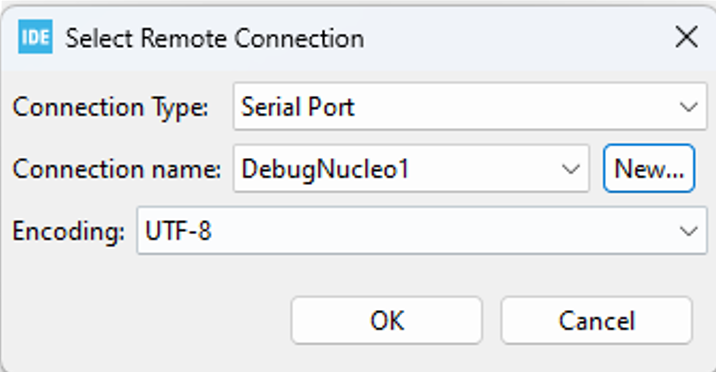 IDE Select Remote Connection
Connection Type: Serial Port
Connection name: DebugNucleo1 New...
Encoding: UTF-8
OK Cancel